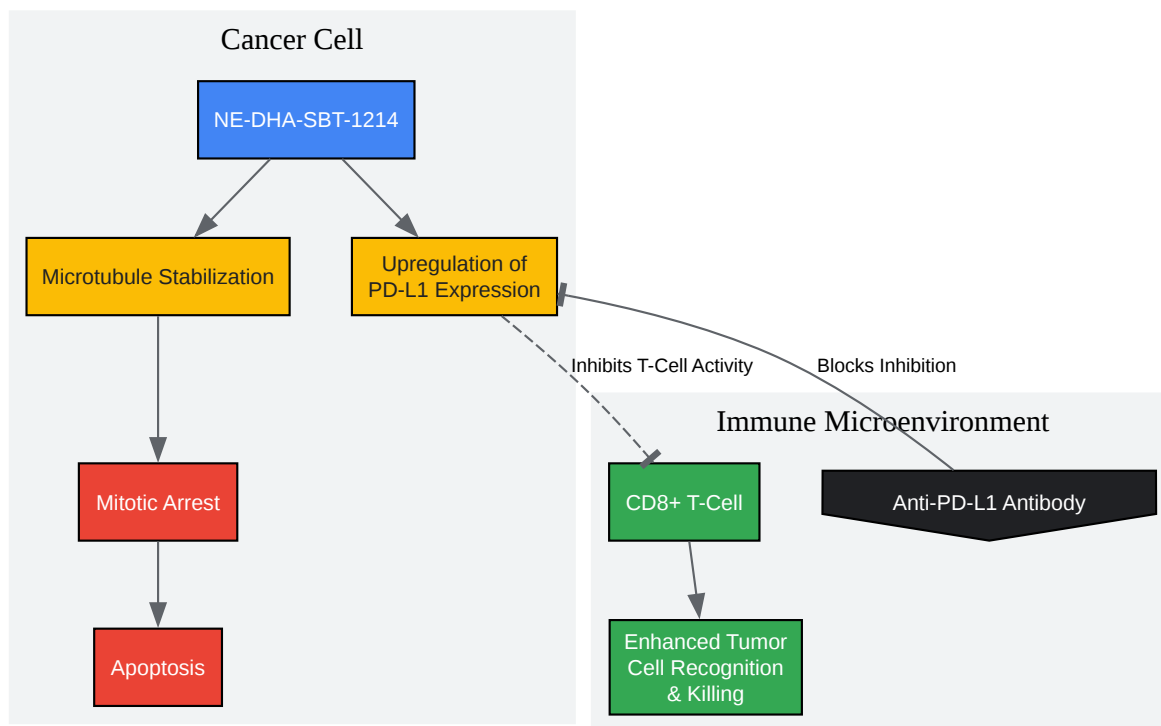 Cancer Cell
NE-DHA-SBT-1214
Microtubule Stabilization
Upregulation of
PD-L1 Expression
Inhibits T-Cell Activity
Blocks Inhibition
Immune Microenvironment
Mitotic Arrest
CD8+ T-Cell
Anti-PD-L1 Antibody
Apoptosis
Enhanced Tumor
Cell Recognition
& Killing